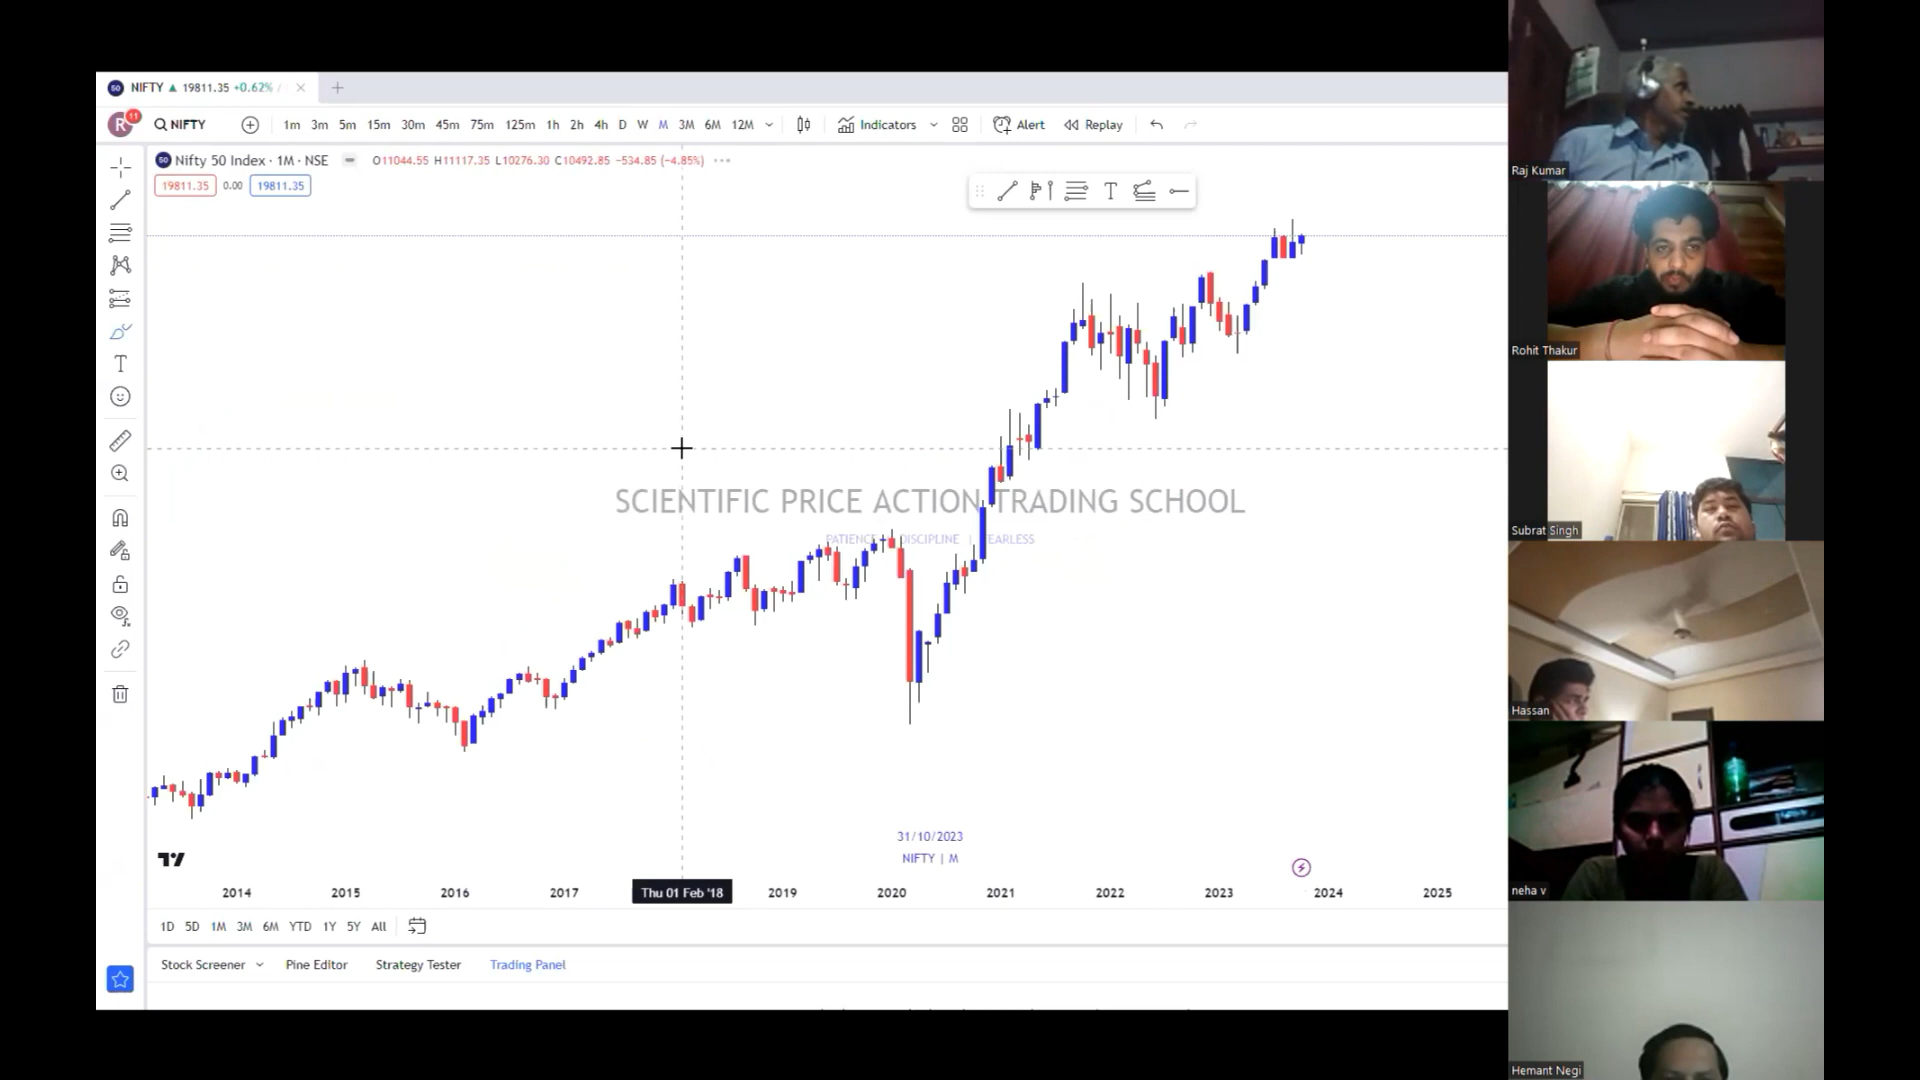 NIFTY ▲ 19811.35 +0.62% /
R 11 NIFTY 1m 3m 5m 15m 30m 45m 75m 125m 1h 2h 4h D W M 3M 6M 12M Indicators Alert Replay
50 Nifty 50 Index · 1M · NSE O11044.55 H11117.35 L10276.30 C10492.85 −534.85 (−4.85%)
19811.35 0.00 19811.35
SCIENTIFIC PRICE ACTION TRADING SCHOOL
PATIENCE | DISCIPLINE | FEARLESS
31/10/2023
NIFTY | M
2014 2015 2016 2017 Thu 01 Feb '18 2019 2020 2021 2022 2023 2024 2025
1D 5D 1M 3M 6M YTD 1Y 5Y All
Stock Screener Pine Editor Strategy Tester Trading Panel
Raj Kumar
Rohit Thakur
Subrat Singh
Hassan
neha v
Hemant Negi